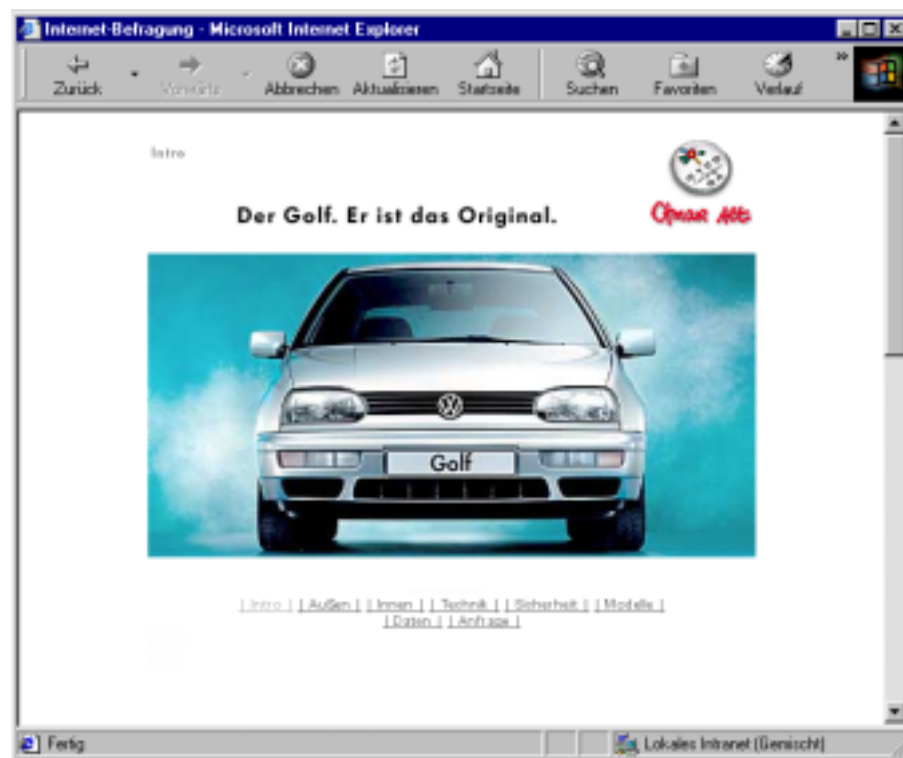 Internet-Befragung - Microsoft Internet Explorer
Zurück Vorwärts Abbrechen Aktualisieren Startseite Suchen Favoriten Verlauf »
Intro
Der Golf. Er ist das Original.
Golf
| Intro | | Außen | | Innen | | Technik | | Sicherheit | | Modelle |
| Daten | | Anfrage |
Fertig
Lokales Intranet (Gemischt)